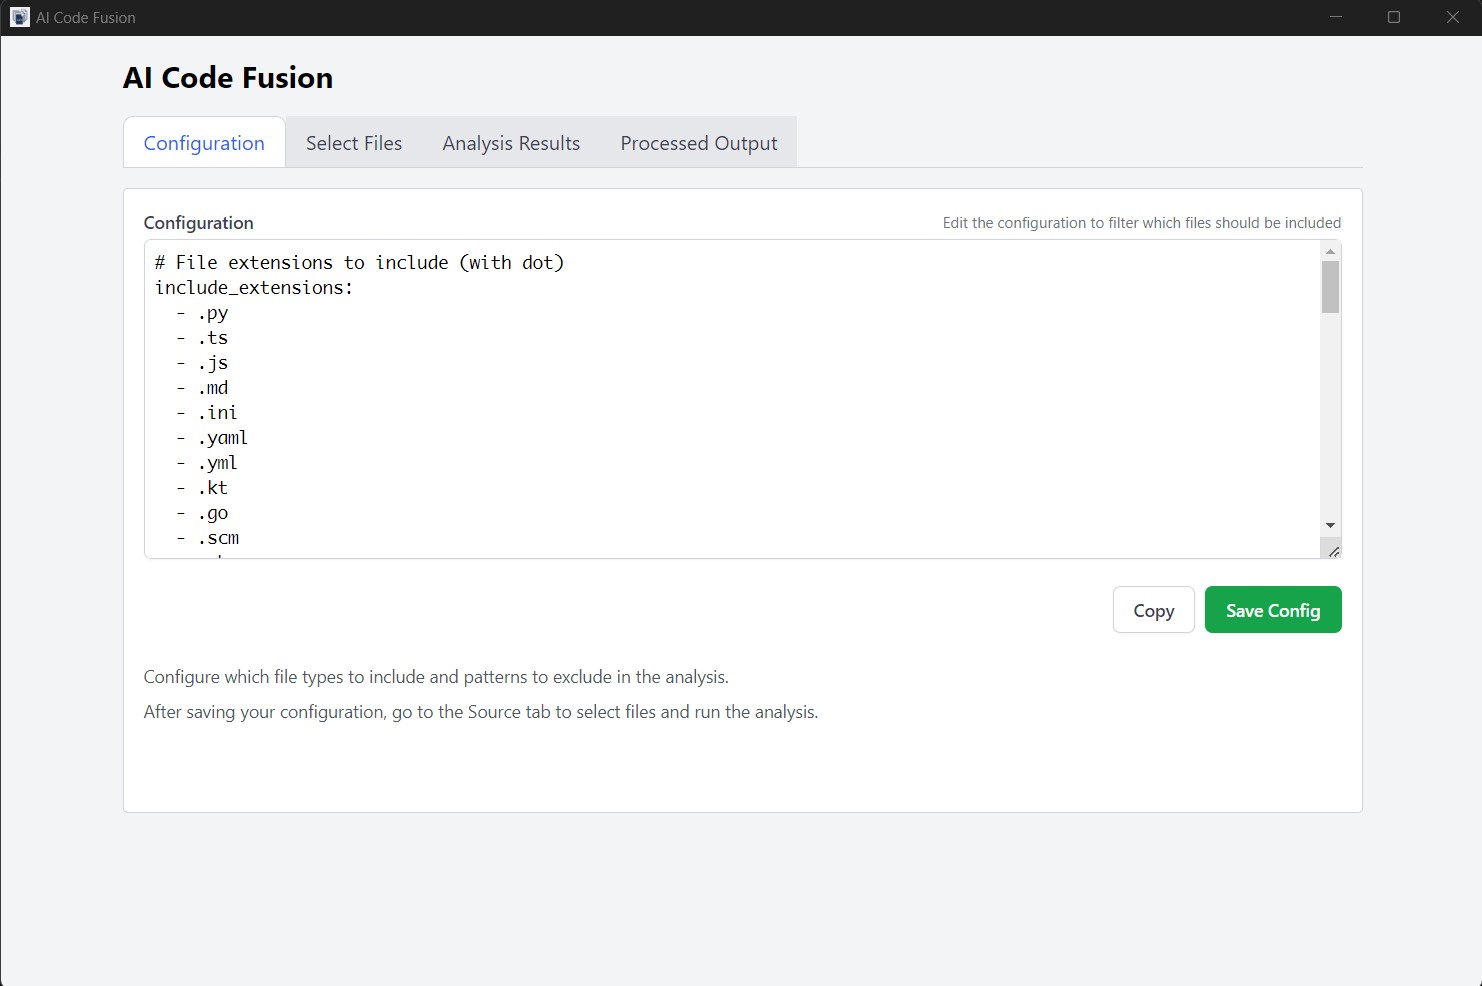 AI Code Fusion
AI Code Fusion
Configuration
Select Files
Analysis Results
Processed Output
Configuration
Edit the configuration to filter which files should be included
# File extensions to include (with dot)
include_extensions:
  - .py
  - .ts
  - .js
  - .md
  - .ini
  - .yaml
  - .yml
  - .kt
  - .go
  - .scm
Copy
Save Config
Configure which file types to include and patterns to exclude in the analysis.
After saving your configuration, go to the Source tab to select files and run the analysis.